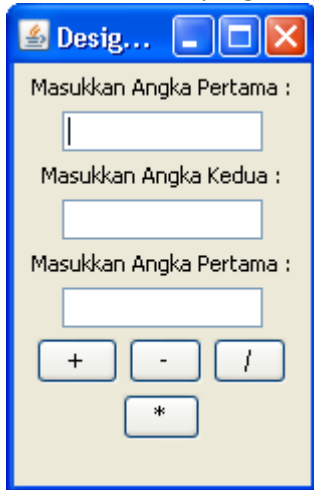 Desig...
Masukkan Angka Pertama :
Masukkan Angka Kedua :
Masukkan Angka Pertama :
+ - /
*